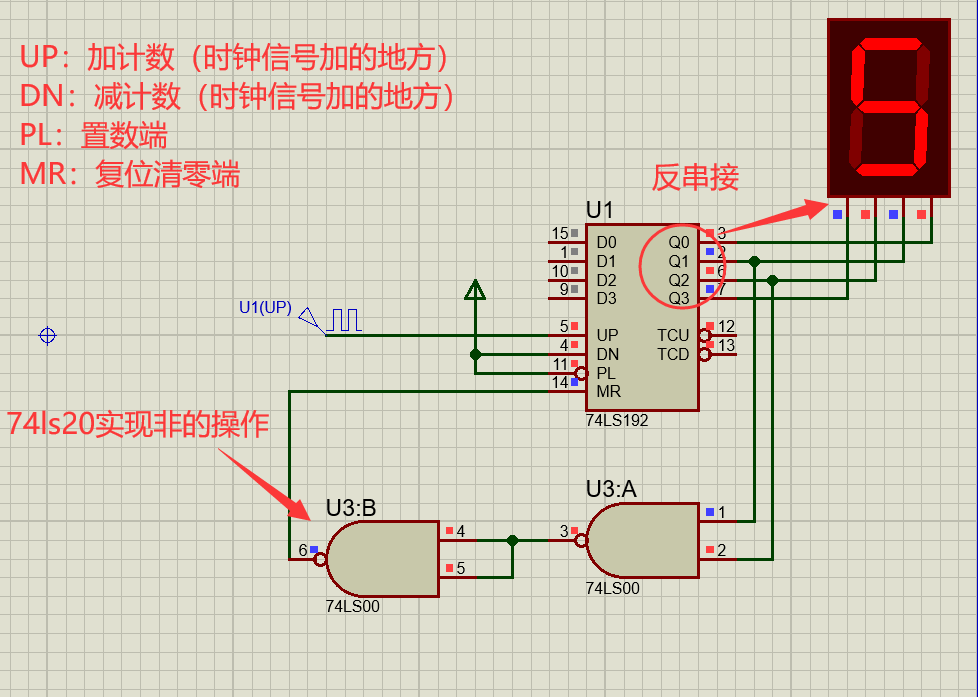 UP：加计数（时钟信号加的地方）
DN：减计数（时钟信号加的地方）
PL：置数端
MR：复位清零端
反串接
U1
15 D0 Q0 3
1 D1 Q1 2
10 D2 Q2 6
9 D3 Q3 7
U1(UP)
5 UP TCU 12
4 DN TCD 13
11 PL
14 MR
74LS192
74ls20实现非的操作
U3:A
U3:B
1
4 3
6 2
5
74LS00
74LS00